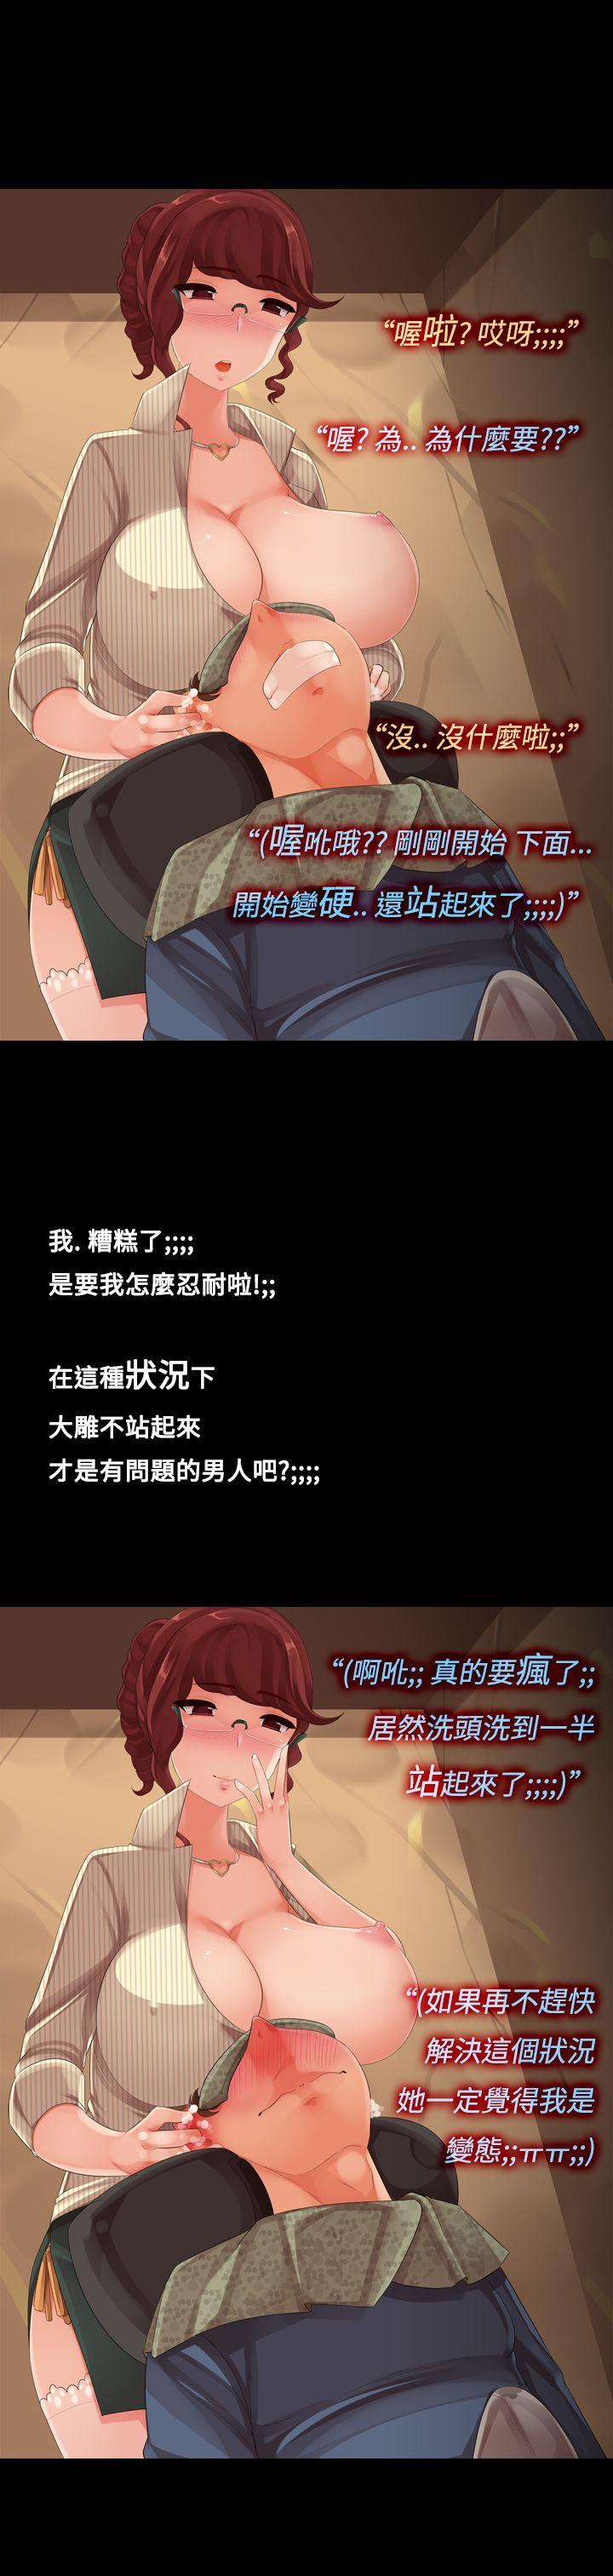 “喔啦? 哎呀;;;;”
“喔? 為.. 為什麼要??”
“沒.. 沒什麼啦;;”
“(喔吪哦?? 剛剛開始 下面...
開始變硬.. 還站起來了;;;;)”
我. 糟糕了;;;;
是要我怎麼忍耐啦!;;
在這種狀況下
大雕不站起來
才是有問題的男人吧?;;;;
“(啊吪;; 真的要瘋了;;
居然洗頭洗到一半
站起來了;;;;)”
“(如果再不趕快
解決這個狀況
她一定覺得我是
變態;;ㅠㅠ;;)